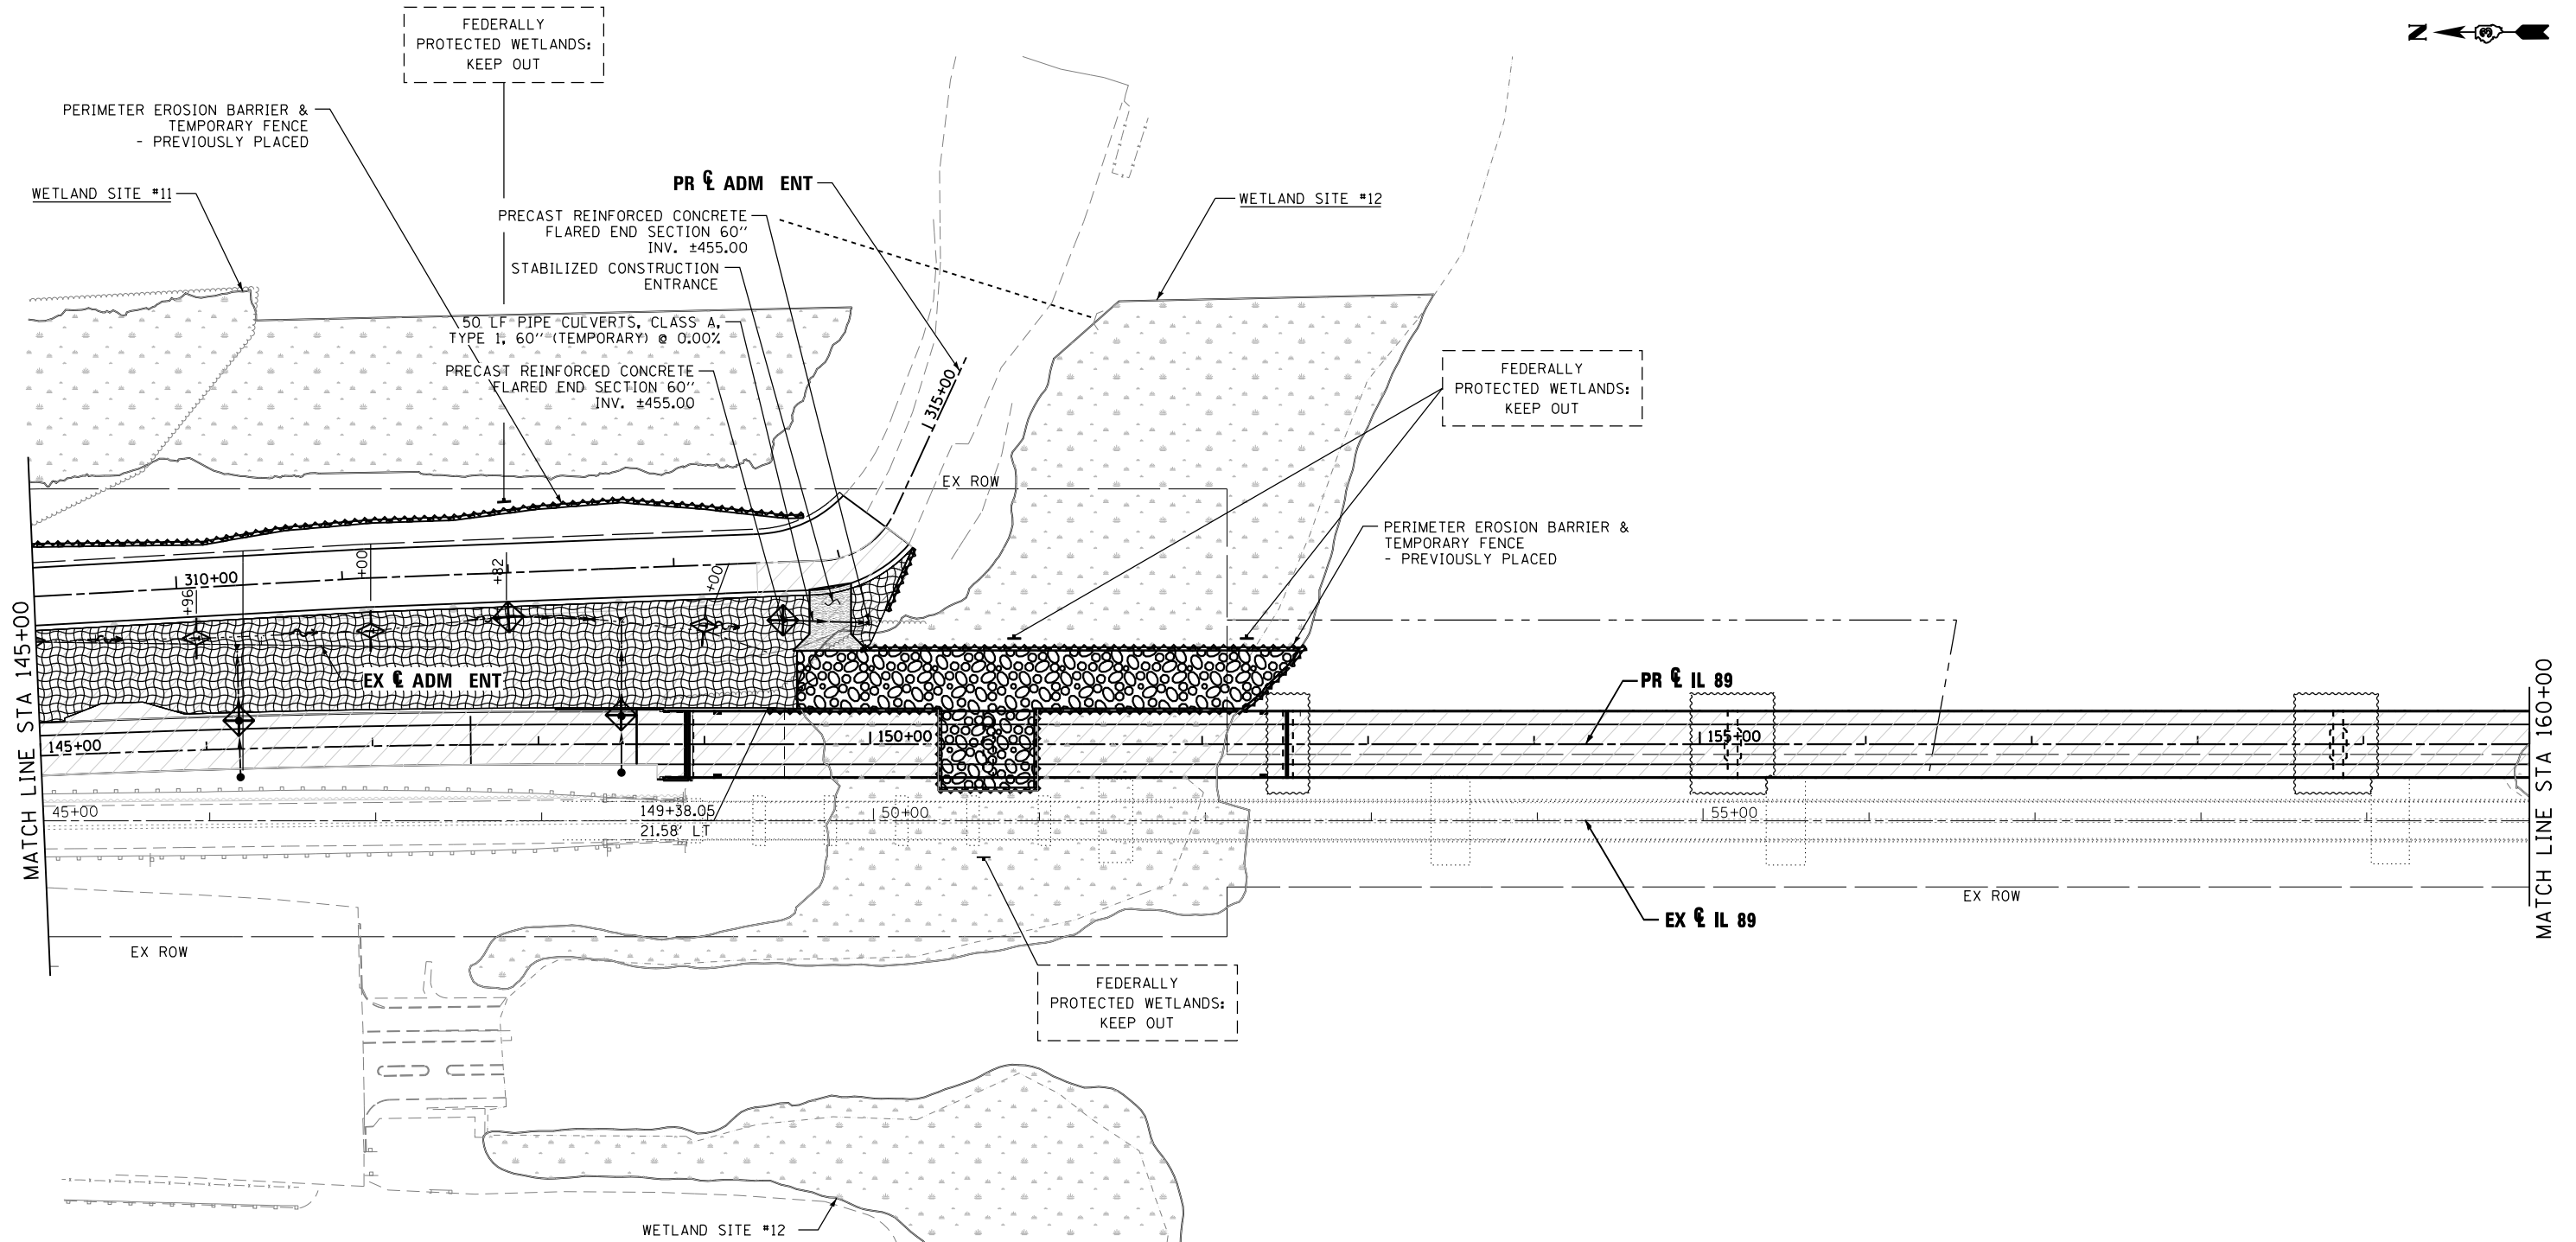 FEDERALLY
PROTECTED WETLANDS:
KEEP OUT
N
PERIMETER EROSION BARRIER &
TEMPORARY FENCE
- PREVIOUSLY PLACED
WETLAND SITE #11
PR ℄ ADM ENT
PRECAST REINFORCED CONCRETE
FLARED END SECTION 60"
INV. ±455.00
STABILIZED CONSTRUCTION
ENTRANCE
50 LF PIPE CULVERTS, CLASS A,
TYPE 1, 60" (TEMPORARY) @ 0.00%
PRECAST REINFORCED CONCRETE
FLARED END SECTION 60"
INV. ±455.00
WETLAND SITE #12
FEDERALLY
PROTECTED WETLANDS:
KEEP OUT
315+00
EX ROW
PERIMETER EROSION BARRIER &
TEMPORARY FENCE
- PREVIOUSLY PLACED
310+00
+96
+00
+82
+00
EX ℄ ADM ENT
PR ℄ IL 89
MATCH LINE STA 145+00
MATCH LINE STA 160+00
145+00
150+00
155+00
45+00
149+38.05
21.58' LT
50+00
55+00
EX ROW
EX ℄ IL 89
EX ROW
FEDERALLY
PROTECTED WETLANDS:
KEEP OUT
WETLAND SITE #12